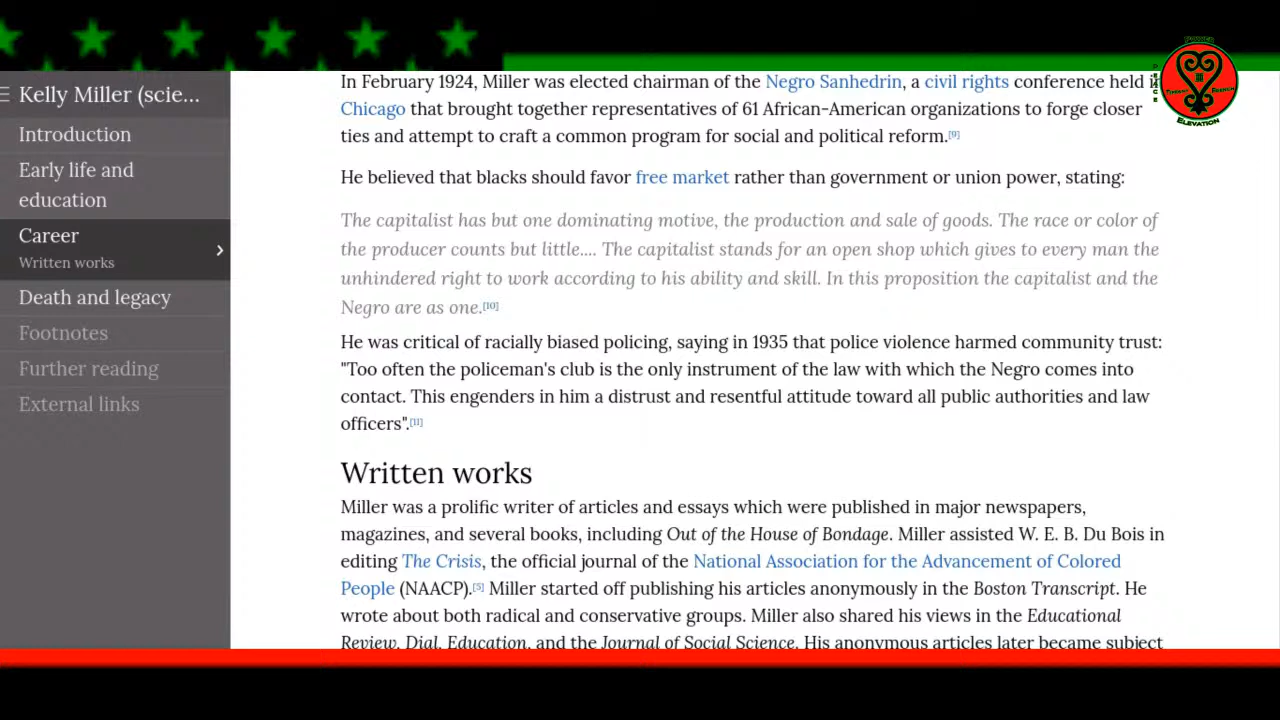 Kelly Miller (scie...
Introduction
Early life and
education
Career
Written works
Death and legacy
Footnotes
Further reading
External links
In February 1924, Miller was elected chairman of the Negro Sanhedrin, a civil rights conference held
Chicago that brought together representatives of 61 African-American organizations to forge closer
ties and attempt to craft a common program for social and political reform.[9]
He believed that blacks should favor free market rather than government or union power, stating:
The capitalist has but one dominating motive, the production and sale of goods. The race or color of
the producer counts but little.... The capitalist stands for an open shop which gives to every man the
unhindered right to work according to his ability and skill. In this proposition the capitalist and the
Negro are as one.[10]
He was critical of racially biased policing, saying in 1935 that police violence harmed community trust:
"Too often the policeman's club is the only instrument of the law with which the Negro comes into
contact. This engenders in him a distrust and resentful attitude toward all public authorities and law
officers".[11]
Written works
Miller was a prolific writer of articles and essays which were published in major newspapers,
magazines, and several books, including Out of the House of Bondage. Miller assisted W. E. B. Du Bois in
editing The Crisis, the official journal of the National Association for the Advancement of Colored
People (NAACP).[5] Miller started off publishing his articles anonymously in the Boston Transcript. He
wrote about both radical and conservative groups. Miller also shared his views in the Educational
Review, Dial, Education, and the Journal of Social Science. His anonymous articles later became subject
Power
Elevation